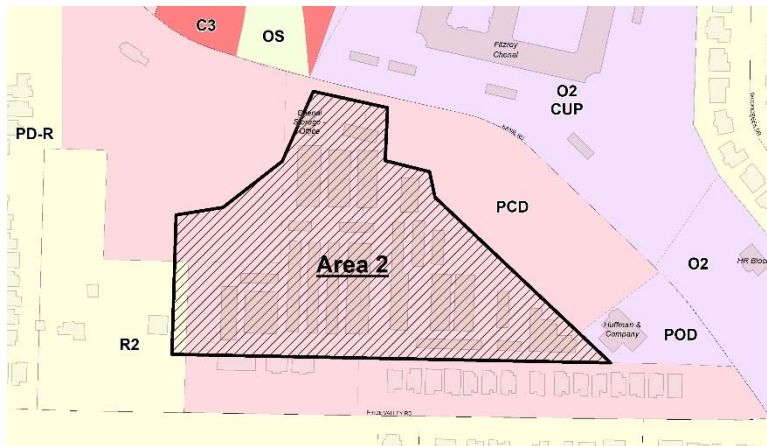 C3
OS
Fitzroy
Chenal
O2
CUP
Chenal
Storage -
Office
PD-R
PCD
Area 2
O2
HR Block
Huffman &
Company
POD
R2